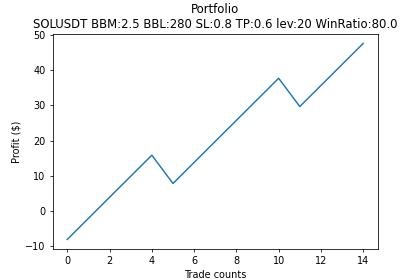 Portfolio
SOLUSDT BBM:2.5 BBL:280 SL:0.8 TP:0.6 lev:20 WinRatio:80.0
50
40
30
20
10
0
−10
Profit ($)
0 2 4 6 8 10 12 14
Trade counts